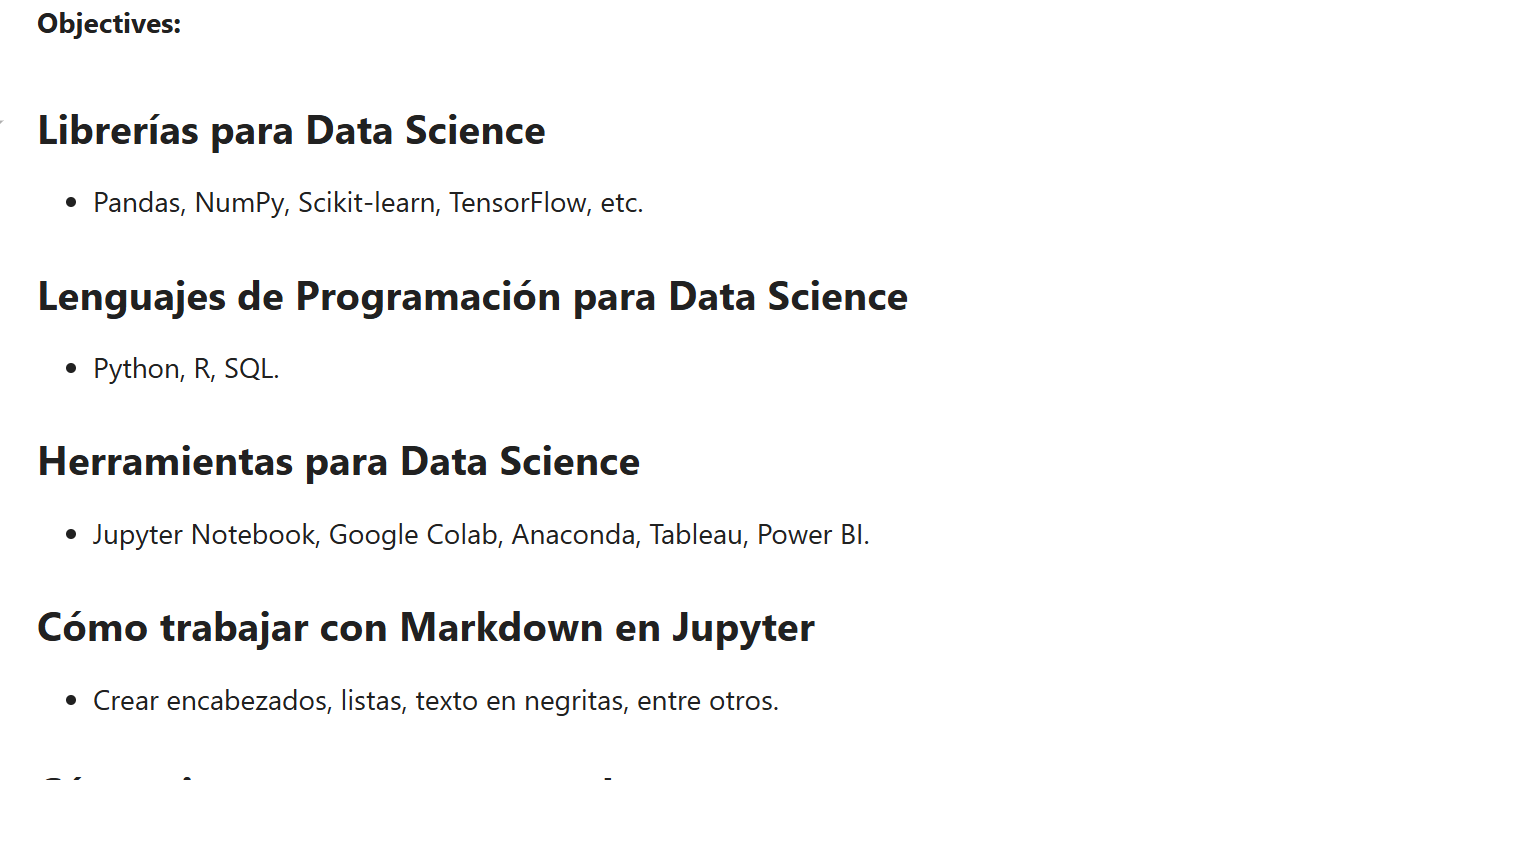 Objectives:
Librerías para Data Science
• Pandas, NumPy, Scikit-learn, TensorFlow, etc.
Lenguajes de Programación para Data Science
• Python, R, SQL.
Herramientas para Data Science
• Jupyter Notebook, Google Colab, Anaconda, Tableau, Power BI.
Cómo trabajar con Markdown en Jupyter
• Crear encabezados, listas, texto en negritas, entre otros.